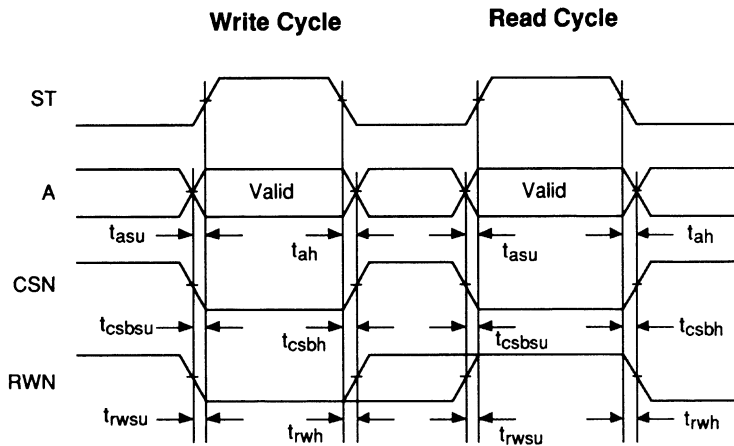 Write Cycle Read Cycle
ST
A Valid Valid
tasu tah tasu tah
CSN
tcsbsu tcsbh tcsbsu tcsbh
RWN
trwsu trwh trwsu trwh